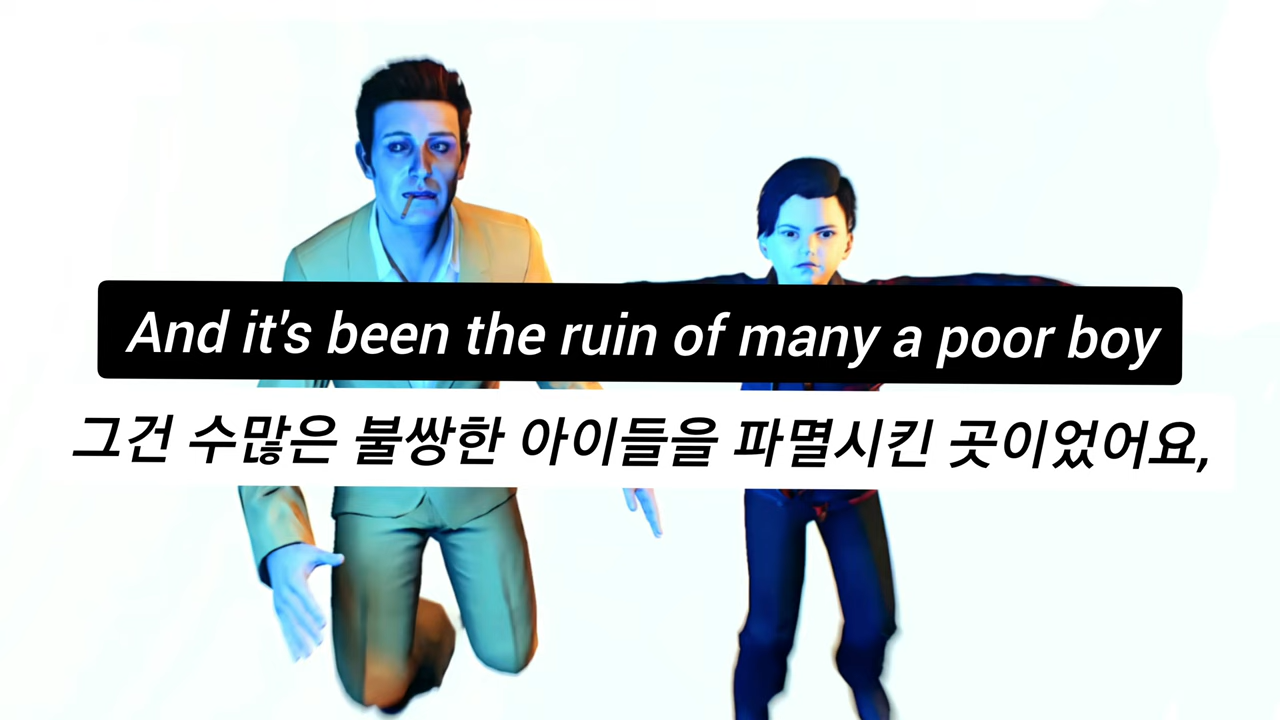 And it's been the ruin of many a poor boy
그건 수많은 불쌍한 아이들을 파멸시킨 곳이었어요,